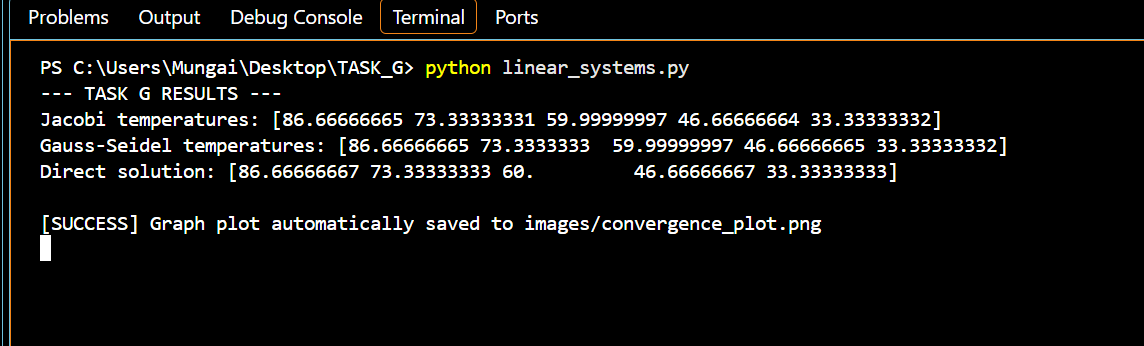 Problems Output Debug Console Terminal Ports
PS C:\Users\Mungai\Desktop\TASK_G> python linear_systems.py
--- TASK G RESULTS ---
Jacobi temperatures: [86.66666665 73.33333331 59.99999997 46.66666664 33.33333332]
Gauss-Seidel temperatures: [86.66666665 73.3333333  59.99999997 46.66666665 33.33333332]
Direct solution: [86.66666667 73.33333333 60.         46.66666667 33.33333333]
[SUCCESS] Graph plot automatically saved to images/convergence_plot.png